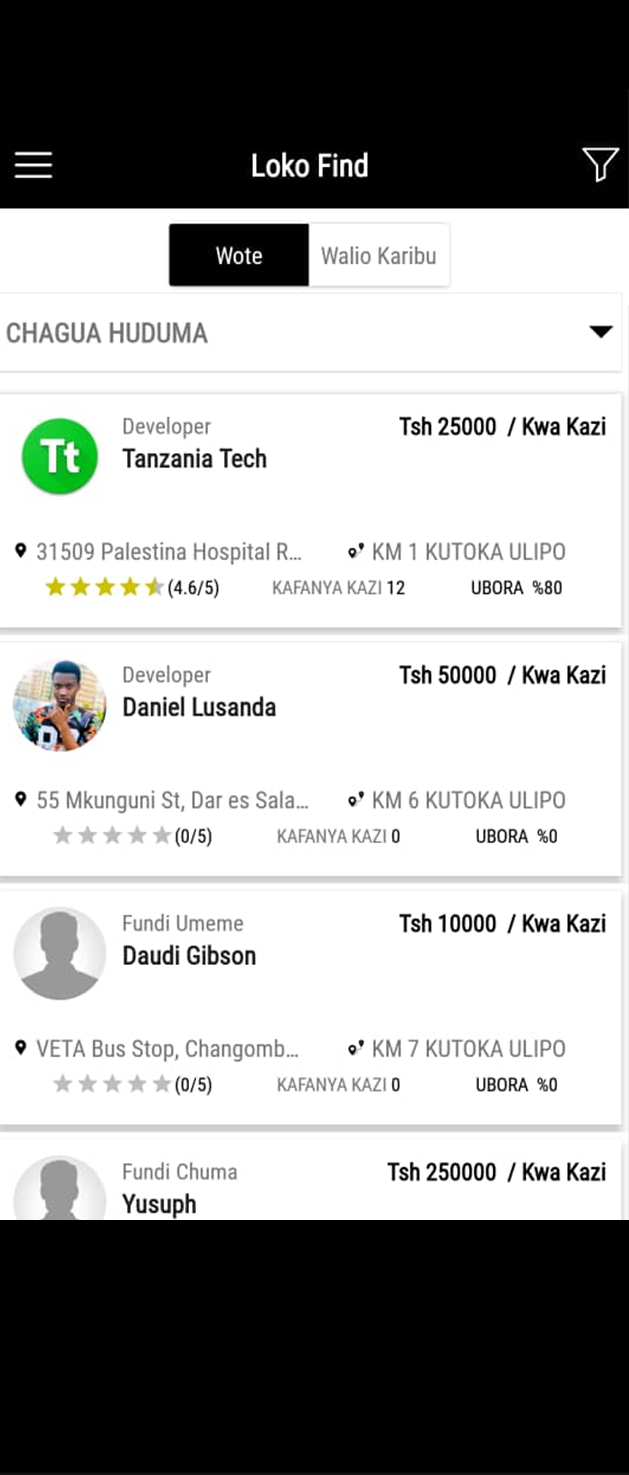 Loko Find
Wote Walio Karibu
CHAGUA HUDUMA
Tt
Developer
Tsh 25000 / Kwa Kazi
Tanzania Tech
31509 Palestina Hospital R... KM 1 KUTOKA ULIPO
(4.6/5) KAFANYA KAZI 12 UBORA %80
Developer
Tsh 50000 / Kwa Kazi
Daniel Lusanda
55 Mkunguni St, Dar es Sala... KM 6 KUTOKA ULIPO
(0/5) KAFANYA KAZI 0 UBORA %0
Fundi Umeme
Tsh 10000 / Kwa Kazi
Daudi Gibson
VETA Bus Stop, Changomb... KM 7 KUTOKA ULIPO
(0/5) KAFANYA KAZI 0 UBORA %0
Fundi Chuma
Tsh 250000 / Kwa Kazi
Yusuph